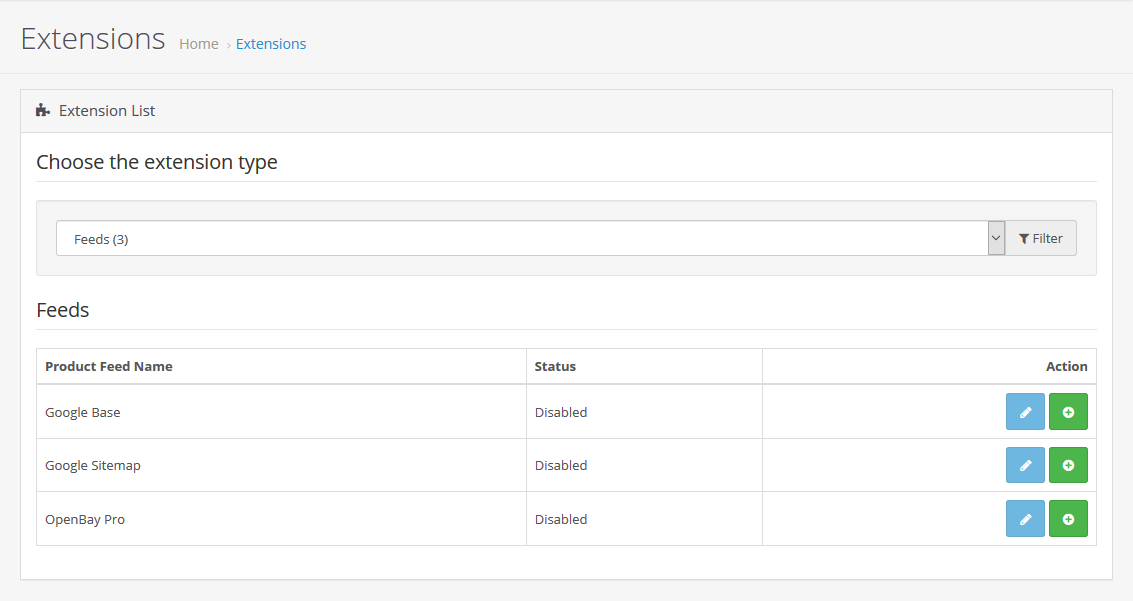 Extensions Home › Extensions
Extension List
Choose the extension type
Feeds (3) Filter
Feeds
Product Feed Name Status Action
Google Base Disabled
Google Sitemap Disabled
OpenBay Pro Disabled